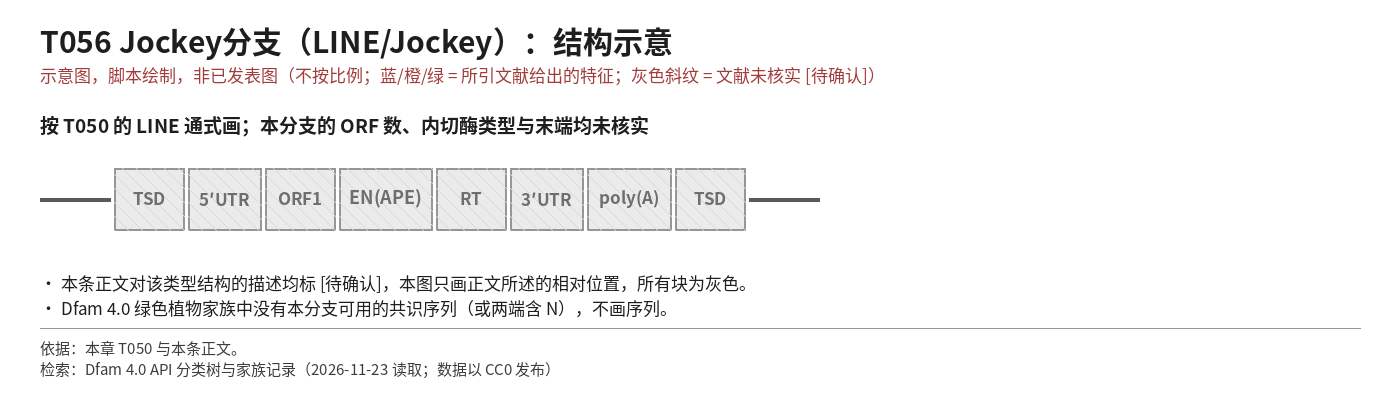 T056 Jockey分支（LINE/Jockey）：结构示意
示意图，脚本绘制，非已发表图（不按比例；蓝/橙/绿 = 所引文献给出的特征；灰色斜纹 = 文献未核实 [待确认]）
按 T050 的 LINE 通式画；本分支的 ORF 数、内切酶类型与末端均未核实
TSD 5′UTR ORF1 EN(APE) RT 3′UTR poly(A) TSD
・ 本条正文对该类型结构的描述均标 [待确认]，本图只画正文所述的相对位置，所有块为灰色。
・ Dfam 4.0 绿色植物家族中没有本分支可用的共识序列（或两端含 N），不画序列。
依据：本章 T050 与本条正文。
检索：Dfam 4.0 API 分类树与家族记录（2026-11-23 读取；数据以 CC0 发布）